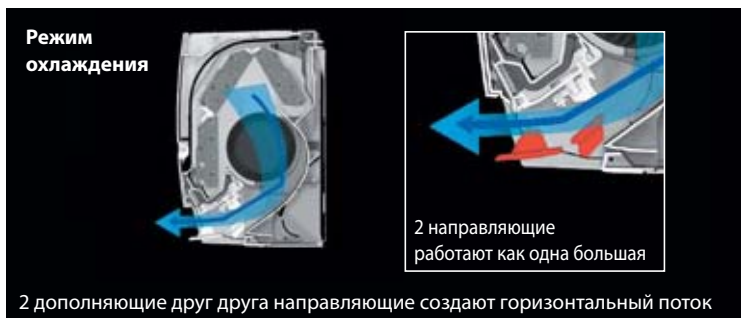 Режим
охлаждения
2 направляющие
работают как одна большая
2 дополняющие друг друга направляющие создают горизонтальный поток